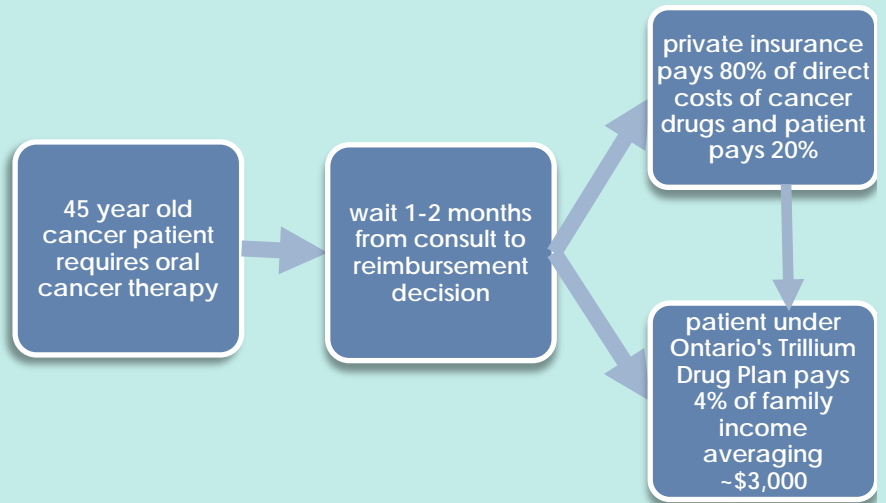 45 year old
cancer patient
requires oral
cancer therapy
wait 1-2 months
from consult to
reimbursement
decision
private insurance
pays 80% of direct
costs of cancer
drugs and patient
pays 20%
patient under
Ontario's Trillium
Drug Plan pays
4% of family
income
averaging
~$3,000